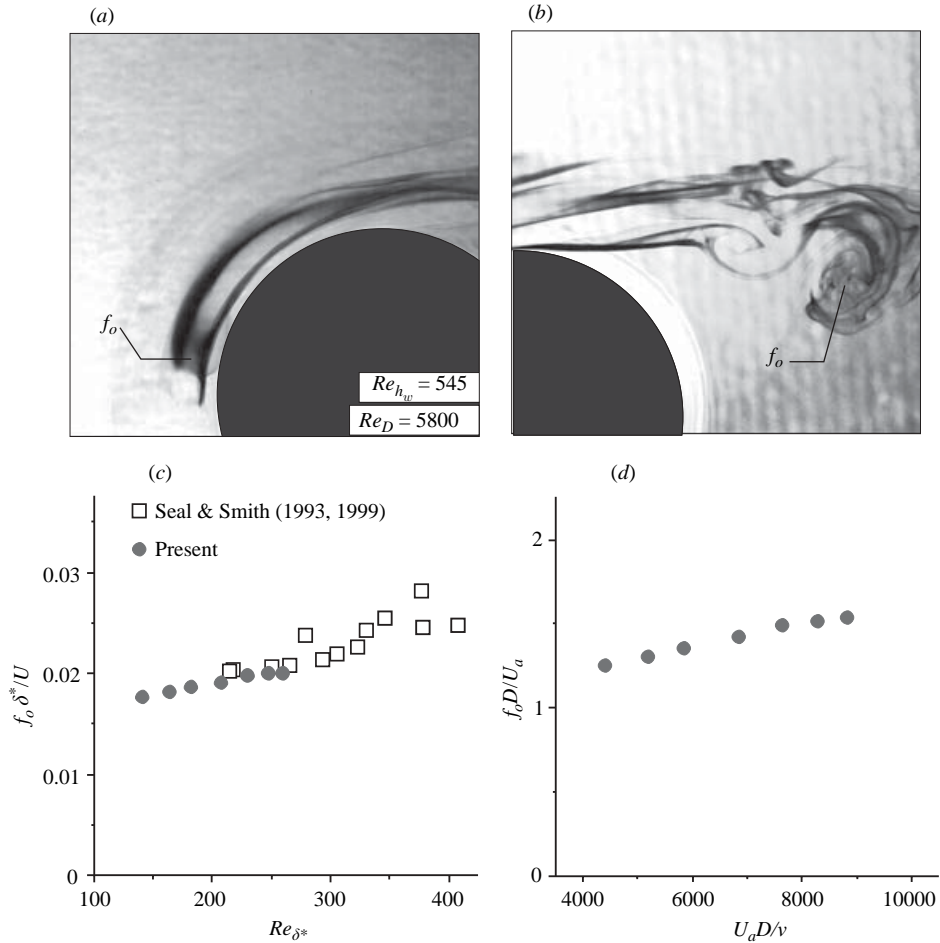 (a)
(b)
f_o
Re_{h_w} = 545
Re_D = 5800
f_o
(c)
(d)
Seal & Smith (1993, 1999)
Present
0.03
0.02
0.01
0
f_o δ*/U
100
200
300
400
Re_{δ*}
2
1
0
f_o D/U_a
4000
6000
8000
10000
U_a D/ν